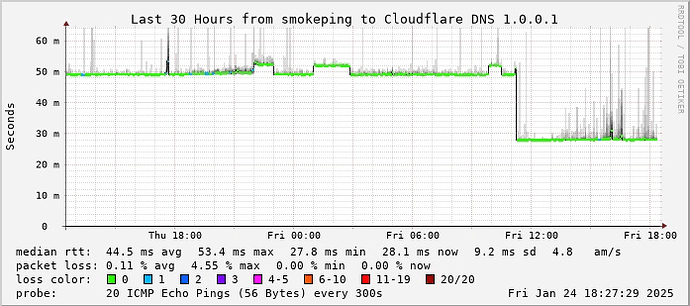 Last 30 Hours from smokeping to Cloudflare DNS 1.0.0.1
RRDTOOL / TOBI OETIKER
Seconds
60 m
50 m
40 m
30 m
20 m
10 m
0
Thu 18:00 Fri 00:00 Fri 06:00 Fri 12:00 Fri 18:00
median rtt: 44.5 ms avg 53.4 ms max 27.8 ms min 28.1 ms now 9.2 ms sd 4.8 am/s
packet loss: 0.11 % avg 4.55 % max 0.00 % min 0.00 % now
loss color: 0 1 2 3 4-5 6-10 11-19 20/20
probe: 20 ICMP Echo Pings (56 Bytes) every 300s Fri Jan 24 18:27:29 2025